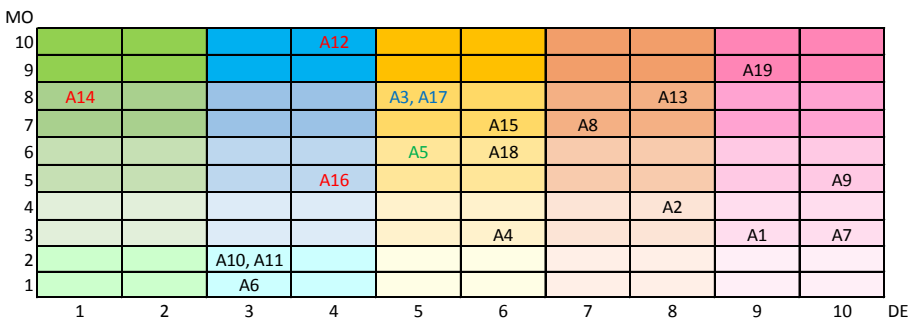 MO
10 A12
9 A19
8 A14 A3, A17 A13
7 A15 A8
6 A5 A18
5 A16 A9
4 A2
3 A4 A1 A7
2 A10, A11
1 A6
1 2 3 4 5 6 7 8 9 10 DE